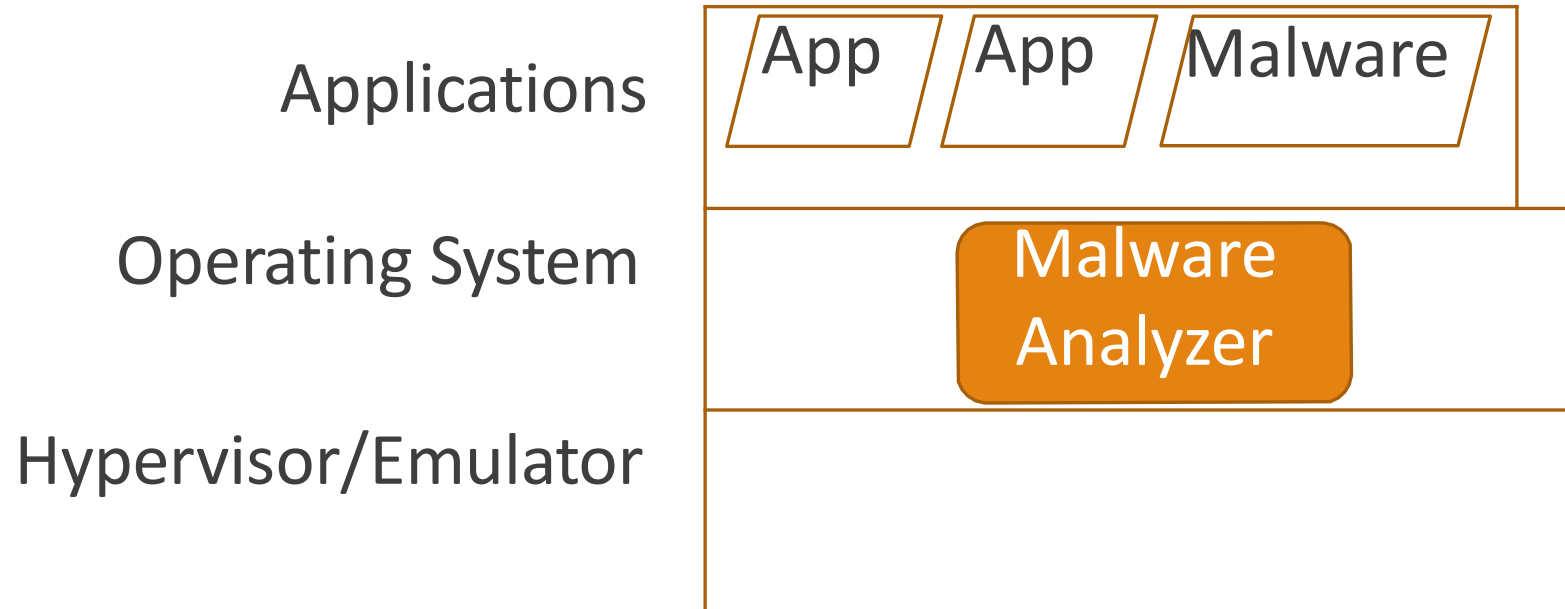 Applications
App
App
Malware
Operating System
Malware
Analyzer
Hypervisor/Emulator